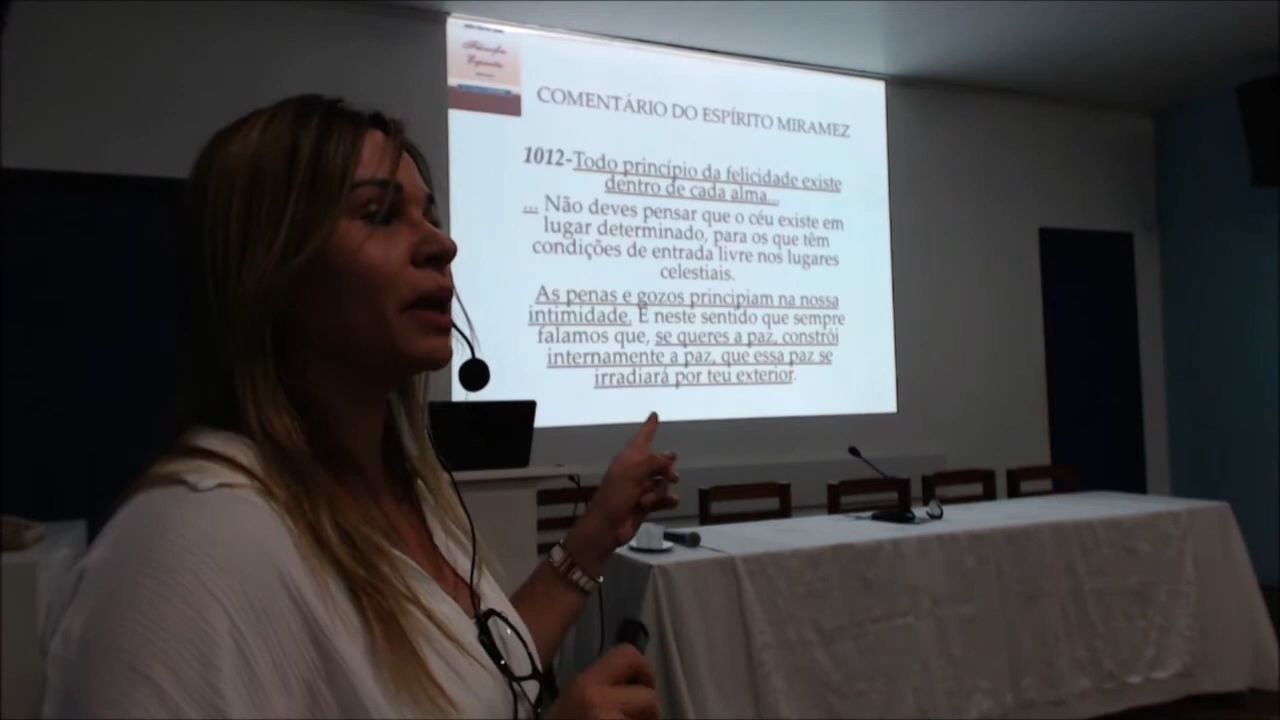 Filosofia
Espírita
COMENTÁRIO DO ESPÍRITO MIRAMEZ
1012-Todo princípio da felicidade existe
dentro de cada alma...
... Não deves pensar que o céu existe em
lugar determinado, para os que têm
condições de entrada livre nos lugares
celestiais.
As penas e gozos principiam na nossa
intimidade. E neste sentido que sempre
falamos que, se queres a paz, constrói
internamente a paz, que essa paz se
irradiará por teu exterior.